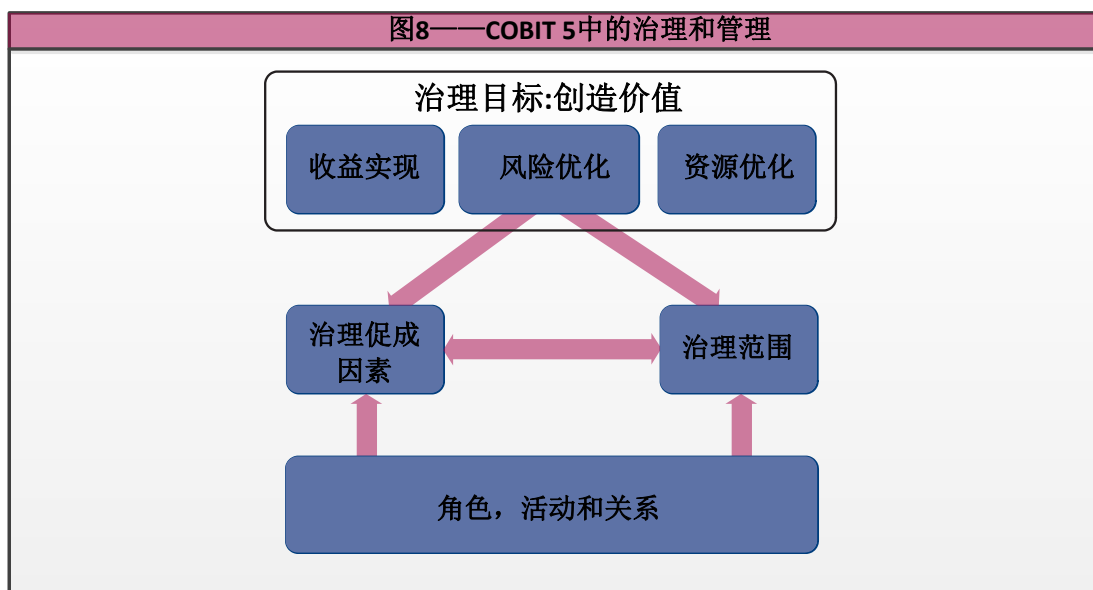 图8——COBIT 5中的治理和管理
治理目标:创造价值
收益实现
风险优化
资源优化
治理促成
因素
治理范围
角色，活动和关系